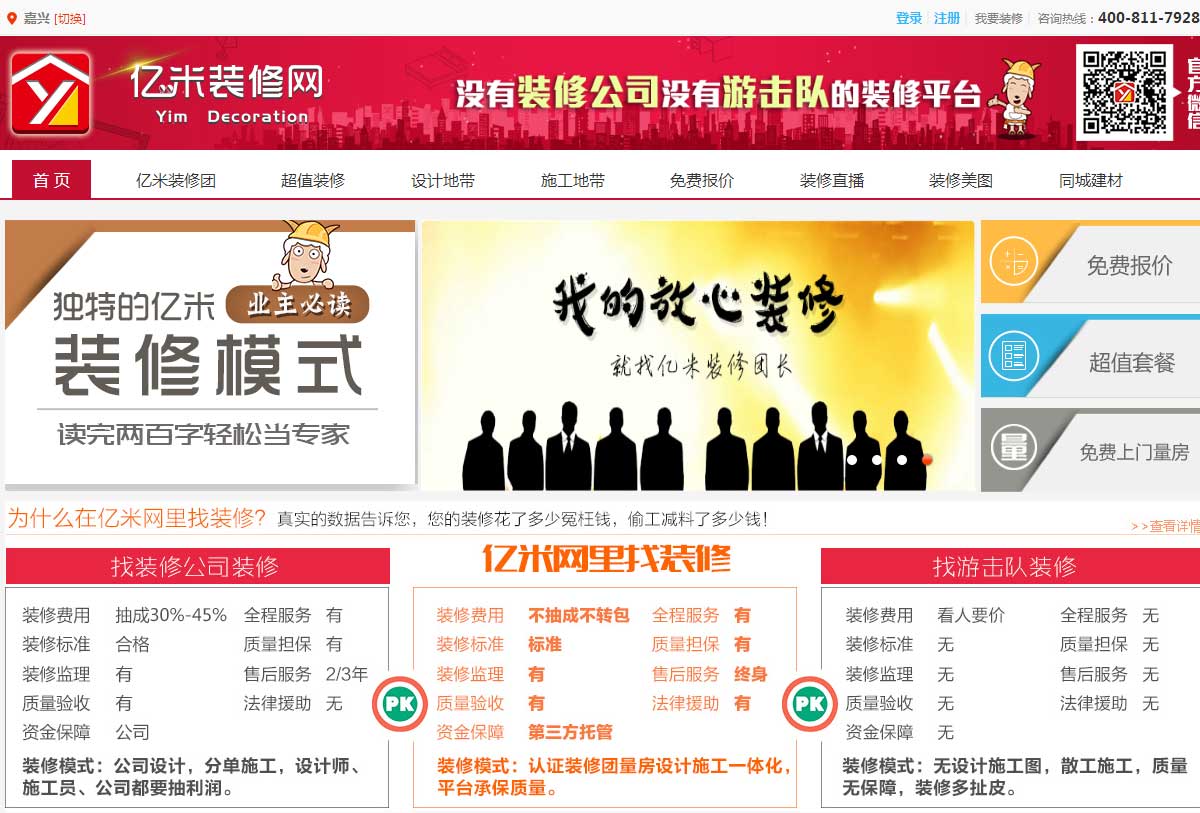 嘉兴 [切换]
登录 注册 我要装修 咨询热线：400-811-7928
亿米装修网
Yim Decoration
没有装修公司没有游击队的装修平台
官方微信
首 页 亿米装修团 超值装修 设计地带 施工地带 免费报价 装修直播 装修美图 同城建材
独特的亿米 业主必读
装修模式
读完两百字轻松当专家
我的放心装修
就找亿米装修团长
免费报价
超值套餐
量 免费上门量房
为什么在亿米网里找装修？ 真实的数据告诉您，您的装修花了多少冤枉钱，偷工减料了多少钱！
>>查看详情
找装修公司装修
装修费用 抽成30%-45% 全程服务 有
装修标准 合格 质量担保 有
装修监理 有 售后服务 2/3年
质量验收 有 法律援助 无
资金保障 公司
装修模式：公司设计，分单施工，设计师、
施工员、公司都要抽利润。
PK
亿米网里找装修
装修费用 不抽成不转包 全程服务 有
装修标准 标准 质量担保 有
装修监理 有 售后服务 终身
质量验收 有 法律援助 有
资金保障 第三方托管
装修模式：认证装修团量房设计施工一体化，
平台承保质量。
PK
找游击队装修
装修费用 看人要价 全程服务 无
装修标准 无 质量担保 无
装修监理 无 售后服务 无
质量验收 无 法律援助 无
资金保障 无
装修模式：无设计施工图，散工施工，质量
无保障，装修多扯皮。